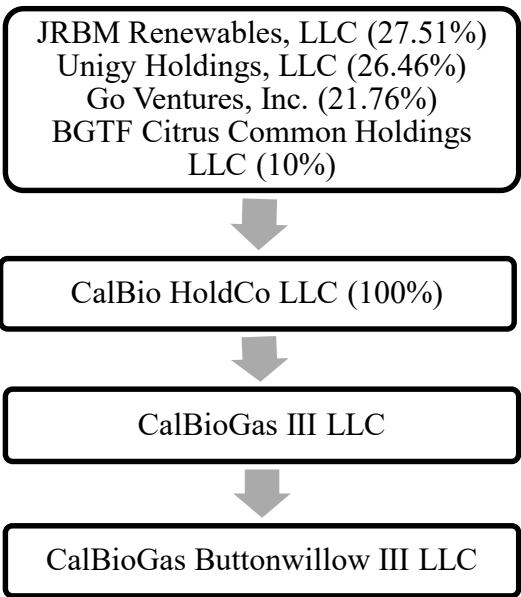 JRBM Renewables, LLC (27.51%)
Unigy Holdings, LLC (26.46%)
Go Ventures, Inc. (21.76%)
BGTF Citrus Common Holdings
LLC (10%)
CalBio HoldCo LLC (100%)
CalBioGas III LLC
CalBioGas Buttonwillow III LLC